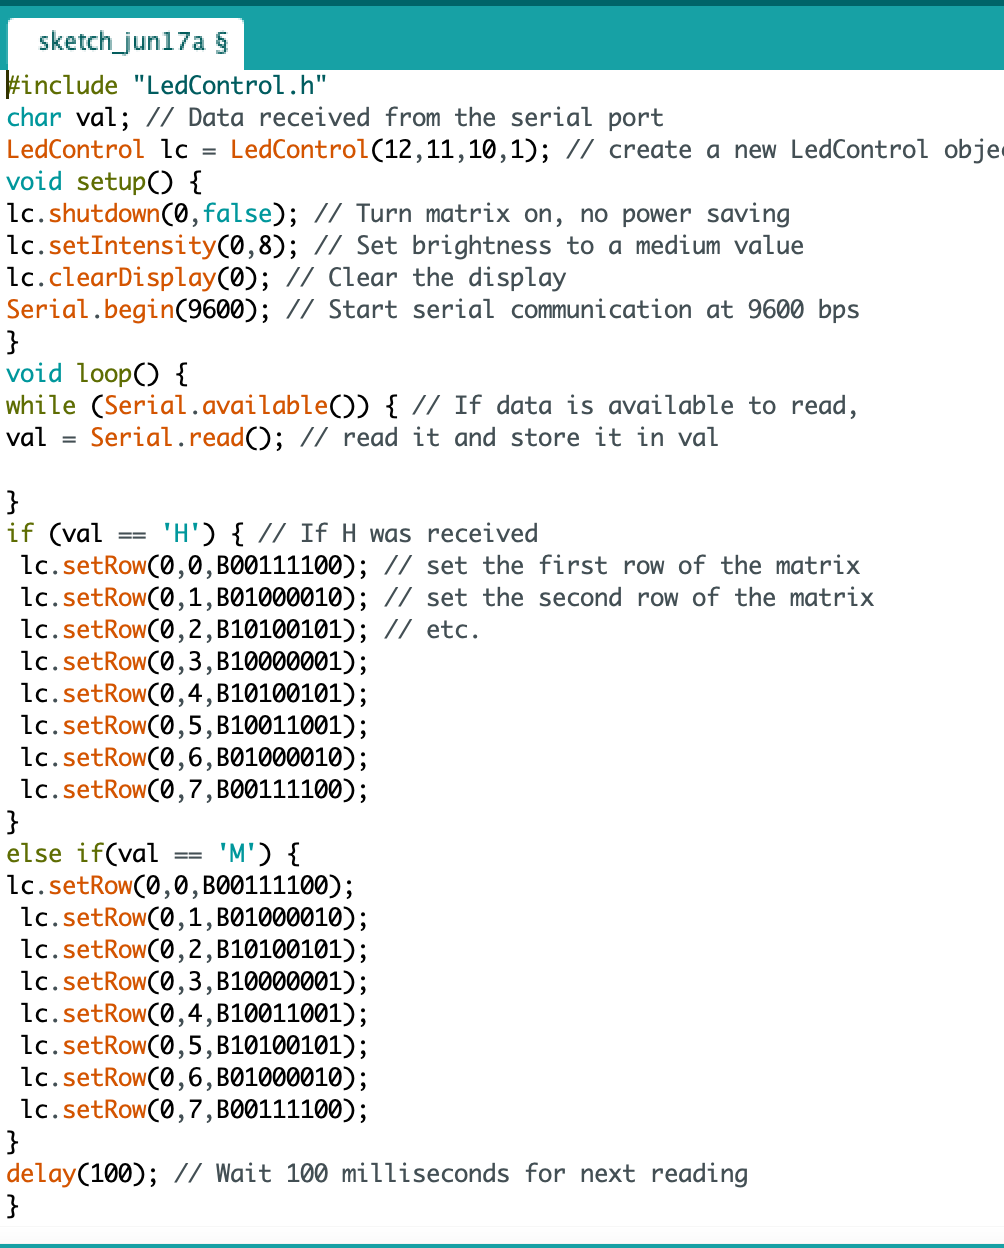 sketch_jun17a §
#include "LedControl.h"
char val; // Data received from the serial port
LedControl lc = LedControl(12,11,10,1); // create a new LedControl obje
void setup() {
lc.shutdown(0,false); // Turn matrix on, no power saving
lc.setIntensity(0,8); // Set brightness to a medium value
lc.clearDisplay(0); // Clear the display
Serial.begin(9600); // Start serial communication at 9600 bps
}
void loop() {
while (Serial.available()) { // If data is available to read,
val = Serial.read(); // read it and store it in val
}
if (val == 'H') { // If H was received
lc.setRow(0,0,B00111100); // set the first row of the matrix
lc.setRow(0,1,B01000010); // set the second row of the matrix
lc.setRow(0,2,B10100101); // etc.
lc.setRow(0,3,B10000001);
lc.setRow(0,4,B10100101);
lc.setRow(0,5,B10011001);
lc.setRow(0,6,B01000010);
lc.setRow(0,7,B00111100);
}
else if(val == 'M') {
lc.setRow(0,0,B00111100);
lc.setRow(0,1,B01000010);
lc.setRow(0,2,B10100101);
lc.setRow(0,3,B10000001);
lc.setRow(0,4,B10011001);
lc.setRow(0,5,B10100101);
lc.setRow(0,6,B01000010);
lc.setRow(0,7,B00111100);
}
delay(100); // Wait 100 milliseconds for next reading
}